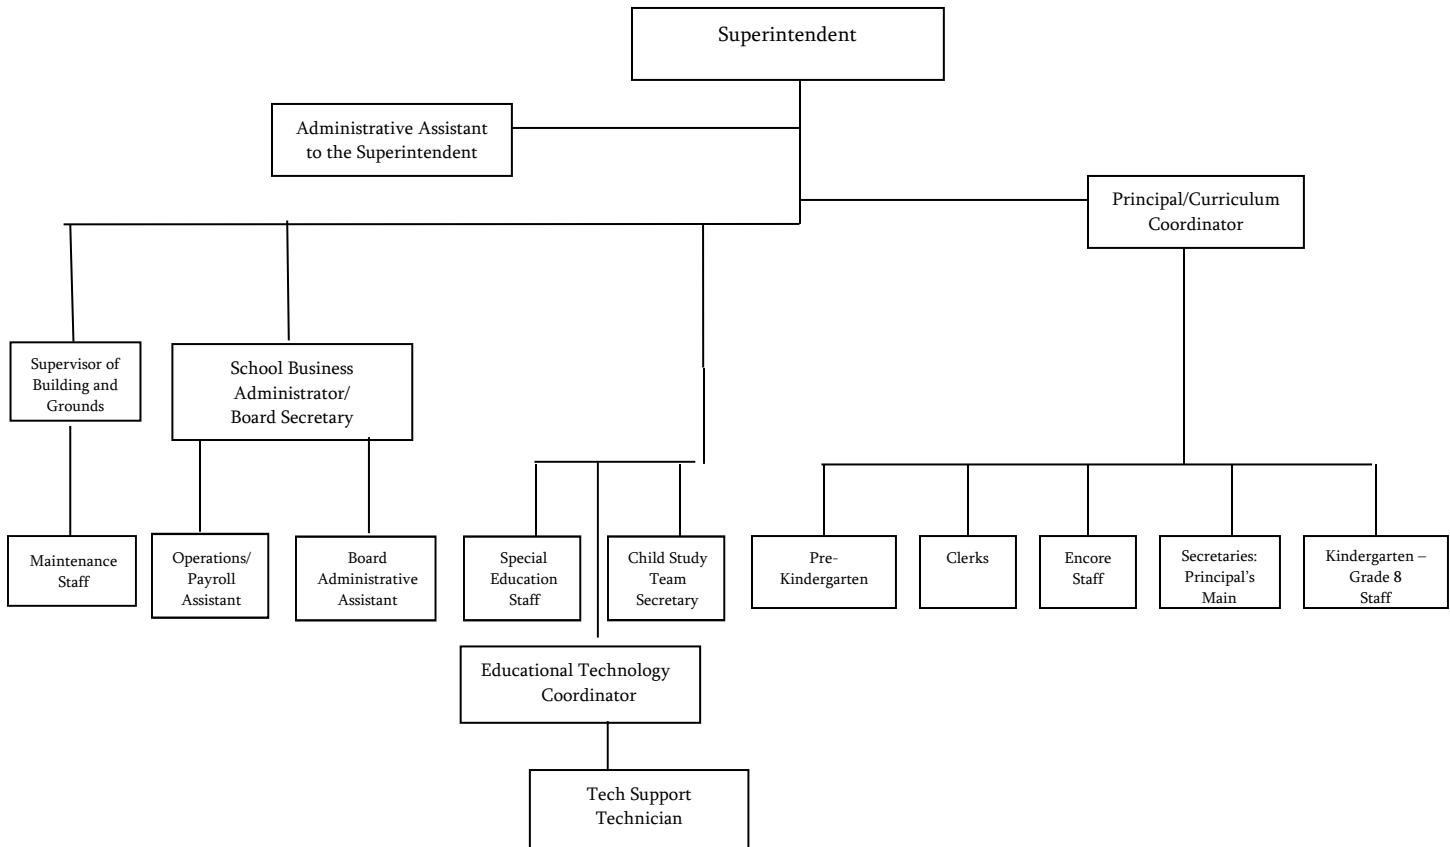 Superintendent
Administrative Assistant
to the Superintendent
Principal/Curriculum
Coordinator
Supervisor of
Building and
Grounds
School Business
Administrator/
Board Secretary
Maintenance
Staff
Operations/
Payroll
Assistant
Board
Administrative
Assistant
Special
Education
Staff
Child Study
Team
Secretary
Pre-
Kindergarten
Clerks
Encore
Staff
Secretaries:
Principal's
Main
Kindergarten –
Grade 8
Staff
Educational Technology
Coordinator
Tech Support
Technician